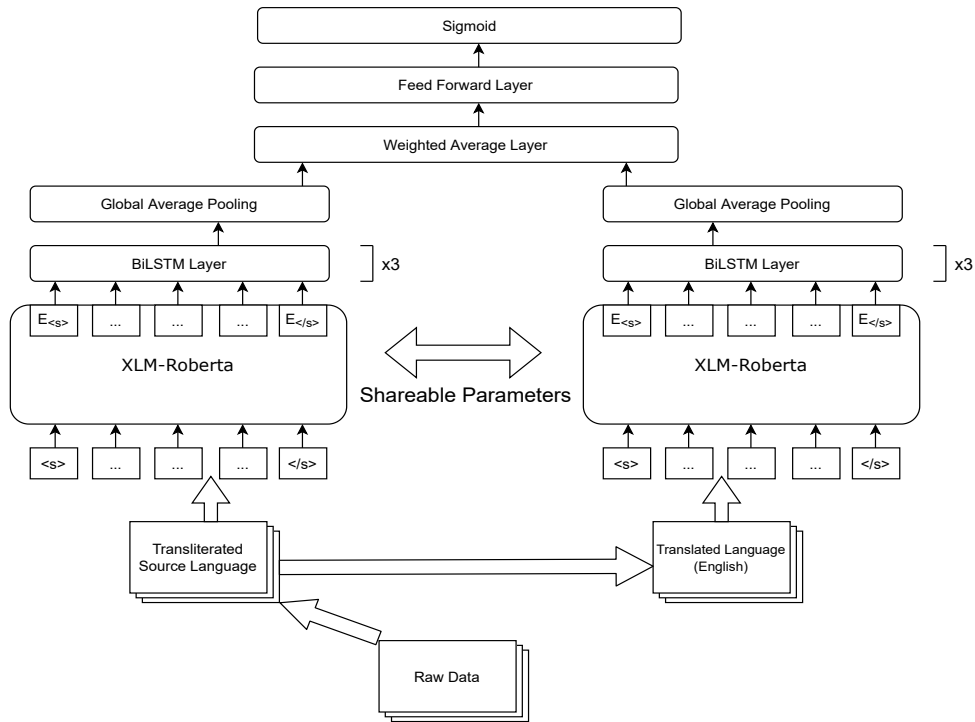 Sigmoid
Feed Forward Layer
Weighted Average Layer
Global Average Pooling
Global Average Pooling
BiLSTM Layer
x3
BiLSTM Layer
x3
E<s>
...
...
...
E</s>
E<s>
...
...
...
E</s>
XLM-Roberta
XLM-Roberta
Shareable Parameters
<s>
...
...
...
</s>
<s>
...
...
...
</s>
Transliterated
Source Language
Translated Language
(English)
Raw Data